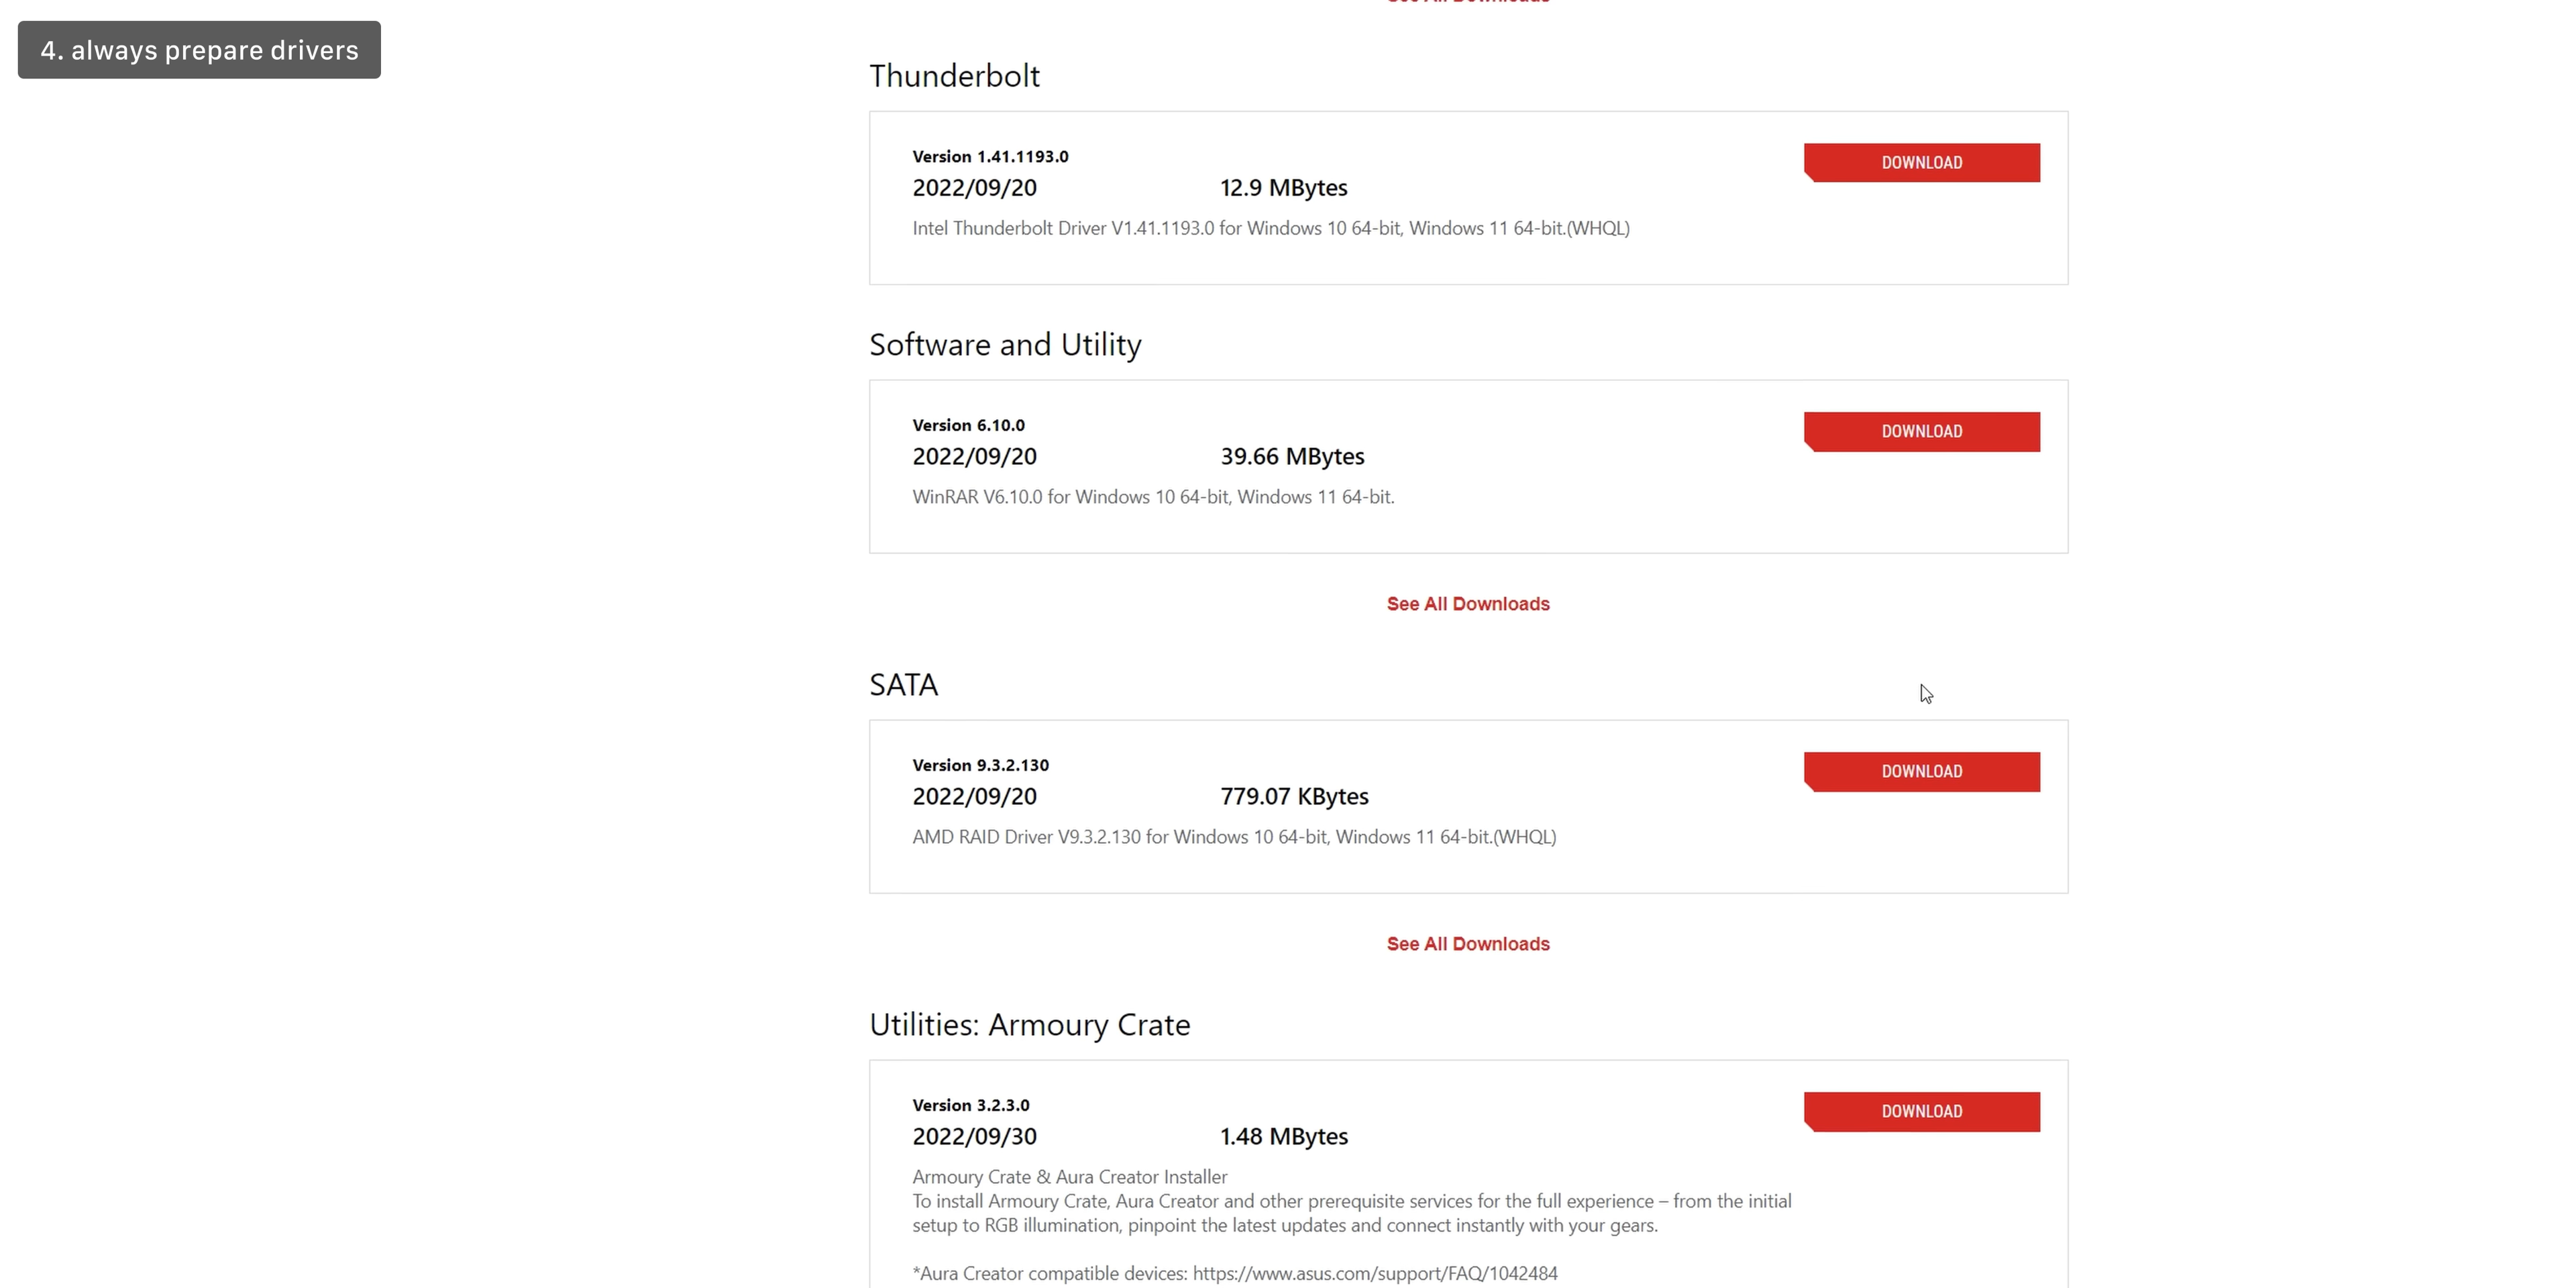 See All Downloads
4. always prepare drivers
Thunderbolt
Version 1.41.1193.0
DOWNLOAD
2022/09/20 12.9 MBytes
Intel Thunderbolt Driver V1.41.1193.0 for Windows 10 64-bit, Windows 11 64-bit.(WHQL)
Software and Utility
Version 6.10.0
DOWNLOAD
2022/09/20 39.66 MBytes
WinRAR V6.10.0 for Windows 10 64-bit, Windows 11 64-bit.
See All Downloads
SATA
Version 9.3.2.130
DOWNLOAD
2022/09/20 779.07 KBytes
AMD RAID Driver V9.3.2.130 for Windows 10 64-bit, Windows 11 64-bit.(WHQL)
See All Downloads
Utilities: Armoury Crate
Version 3.2.3.0
DOWNLOAD
2022/09/30 1.48 MBytes
Armoury Crate & Aura Creator Installer
To install Armoury Crate, Aura Creator and other prerequisite services for the full experience – from the initial
setup to RGB illumination, pinpoint the latest updates and connect instantly with your gears.
*Aura Creator compatible devices: https://www.asus.com/support/FAQ/1042484